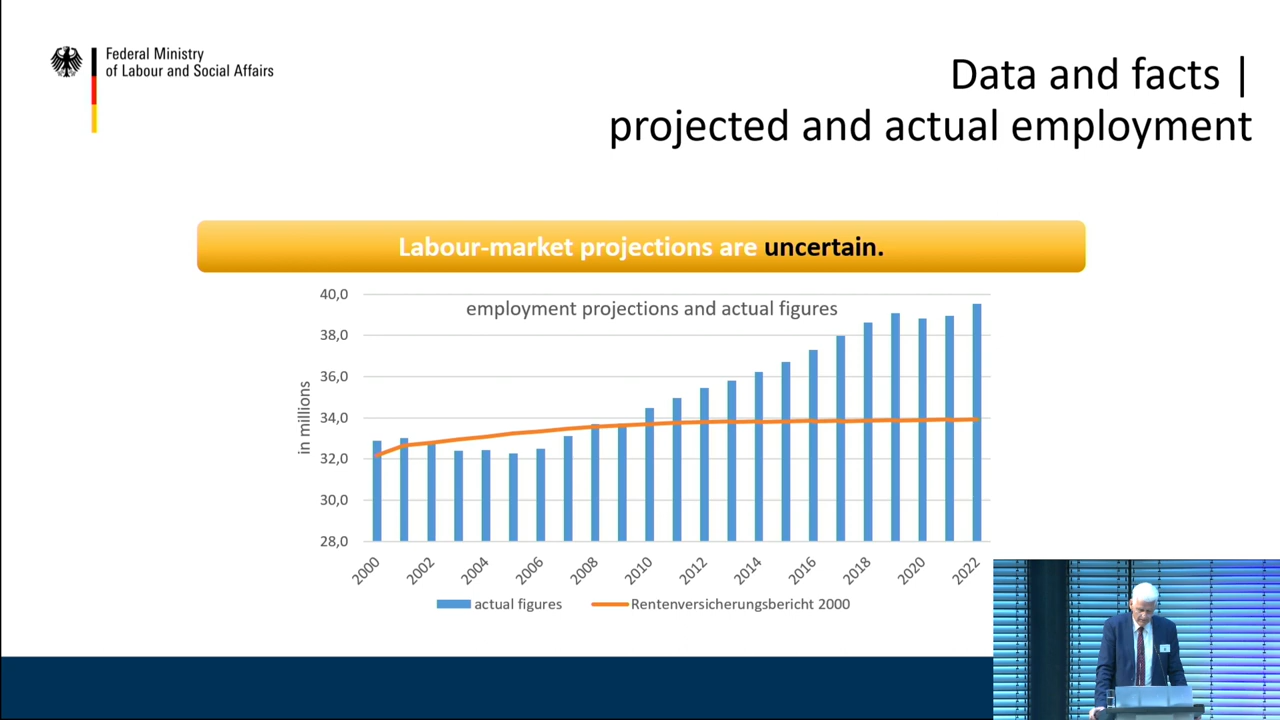 Federal Ministry
of Labour and Social Affairs
Data and facts |
projected and actual employment
Labour-market projections are uncertain.
employment projections and actual figures
in millions
40,0
38,0
36,0
34,0
32,0
30,0
28,0
2000
2002
2004
2006
2008
2010
2012
2014
2016
2018
2020
2022
actual figures
Rentenversicherungsbericht 2000